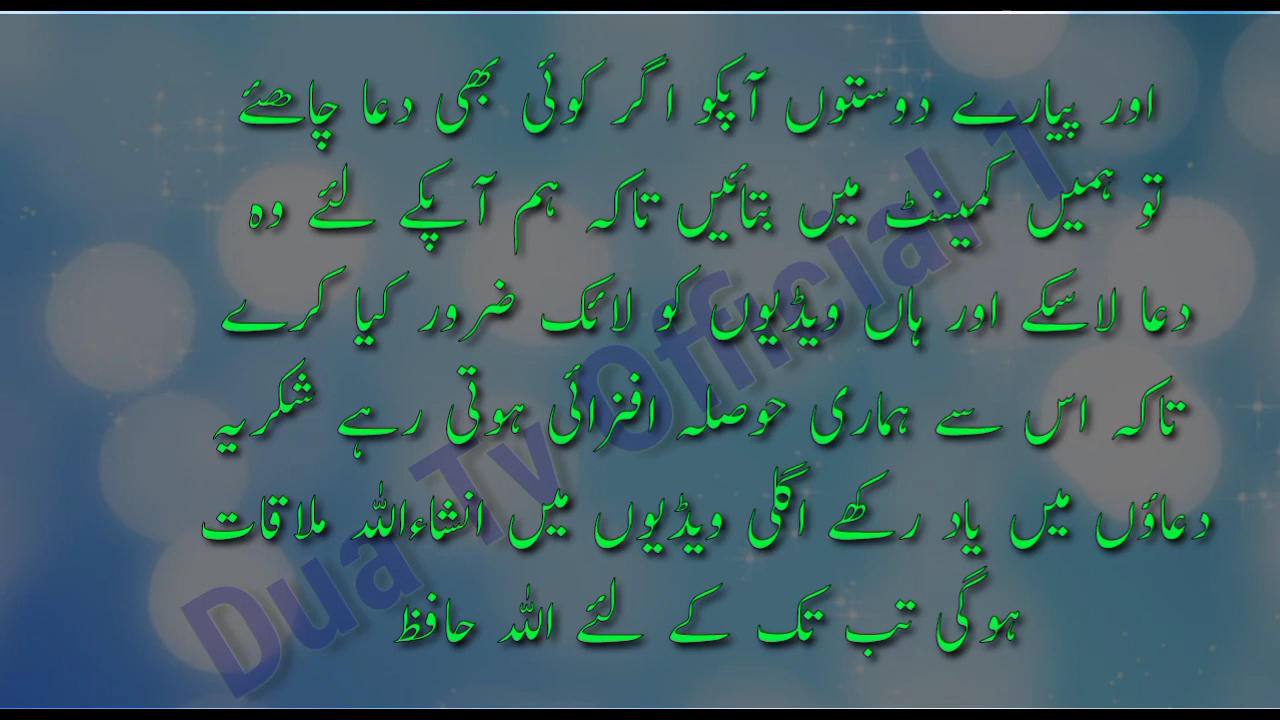 اور پیارے دوستوں آپکو اگر کوئی بھی دعا چاھئے
تو ہمیں کمینٹ میں بتائیں تاکہ ہم آپکے لئے وہ
دعا لاسکے اور ہاں ویڈیوں کو لائک ضرور کیا کرے
تاکہ اس سے ہماری حوصلہ افزائی ہوتی رہے شکریہ
دعاؤں میں یاد رکھے اگلی ویڈیوں میں انشاءاللہ ملاقات
ہوگی تب تک کے لئے اللہ حافظ
Dua Tv Official 1